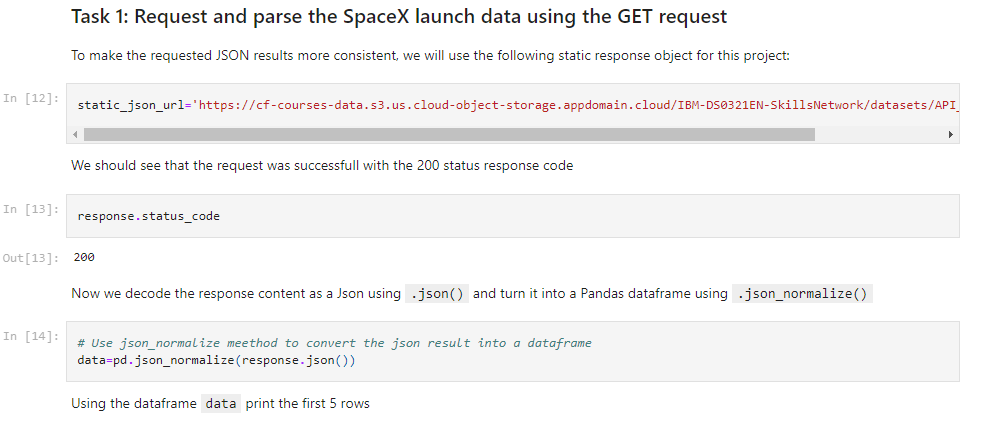 Task 1: Request and parse the SpaceX launch data using the GET request
To make the requested JSON results more consistent, we will use the following static response object for this project:
In [12]: static_json_url='https://cf-courses-data.s3.us.cloud-object-storage.appdomain.cloud/IBM-DS0321EN-SkillsNetwork/datasets/API_
We should see that the request was successfull with the 200 status response code
In [13]: response.status_code
Out[13]: 200
Now we decode the response content as a Json using .json() and turn it into a Pandas dataframe using .json_normalize()
In [14]: # Use json_normalize meethod to convert the json result into a dataframe
data=pd.json_normalize(response.json())
Using the dataframe data print the first 5 rows